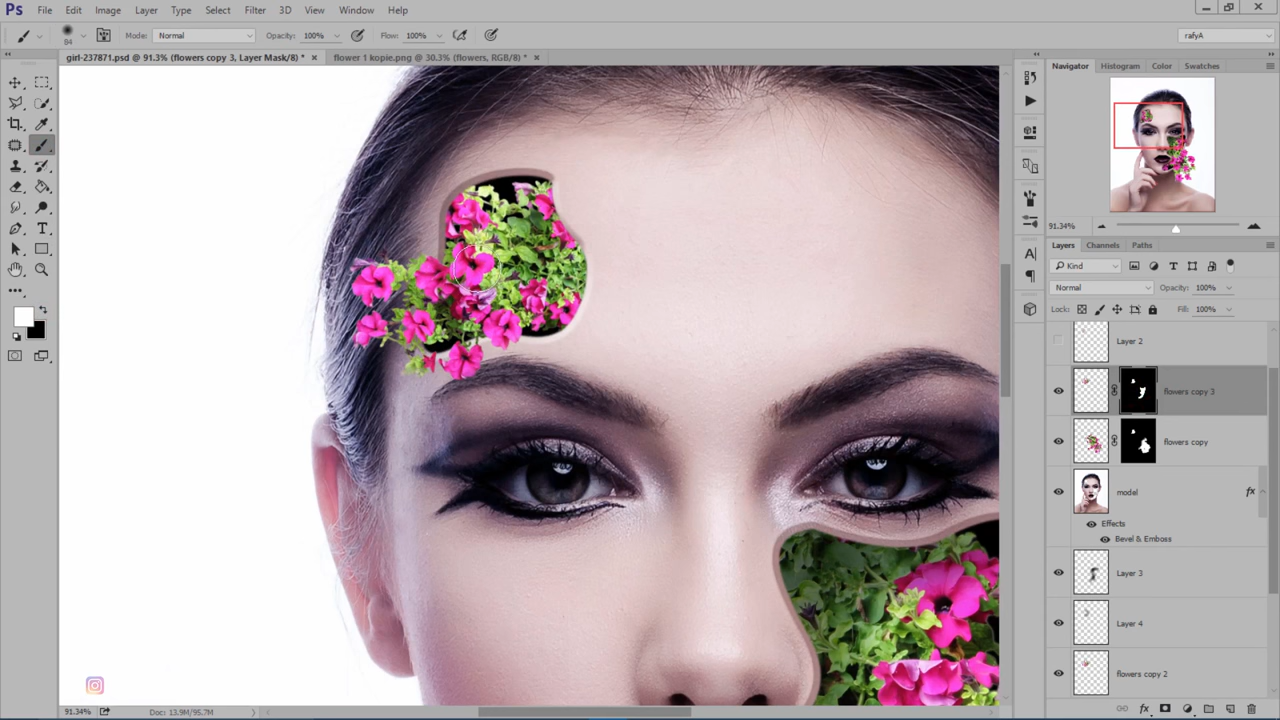 Ps File Edit Image Layer Type Select Filter 3D View Window Help
84 Mode: Normal Opacity: 100% Flow: 100% rafyA
girl-237871.psd @ 91.3% (flowers copy 3, Layer Mask/8) * × flower 1 kopie.png @ 30.3% (flowers, RGB/8) * ×
Navigator Histogram Color Swatches
91.34%
Layers Channels Paths
Kind
Normal Opacity: 100%
Lock: Fill: 100%
Layer 2
flowers copy 3
flowers copy
model fx
Effects
Bevel & Emboss
Layer 3
Layer 4
flowers copy 2
91.34% Doc: 13.9M/95.7M
fx